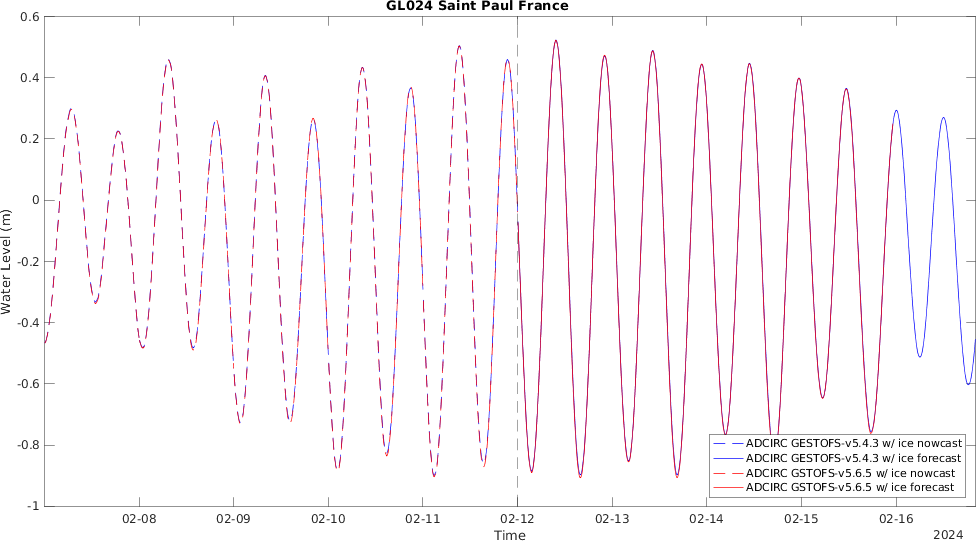 GL024 Saint Paul France
0.6
0.4
0.2
0
-0.2
-0.4
-0.6
-0.8
-1
Water Level (m)
ADCIRC GESTOFS-v5.4.3 w/ ice nowcast
ADCIRC GESTOFS-v5.4.3 w/ ice forecast
ADCIRC GSTOFS-v5.6.5 w/ ice nowcast
ADCIRC GSTOFS-v5.6.5 w/ ice forecast
02-08 02-09 02-10 02-11 02-12 02-13 02-14 02-15 02-16
Time
2024